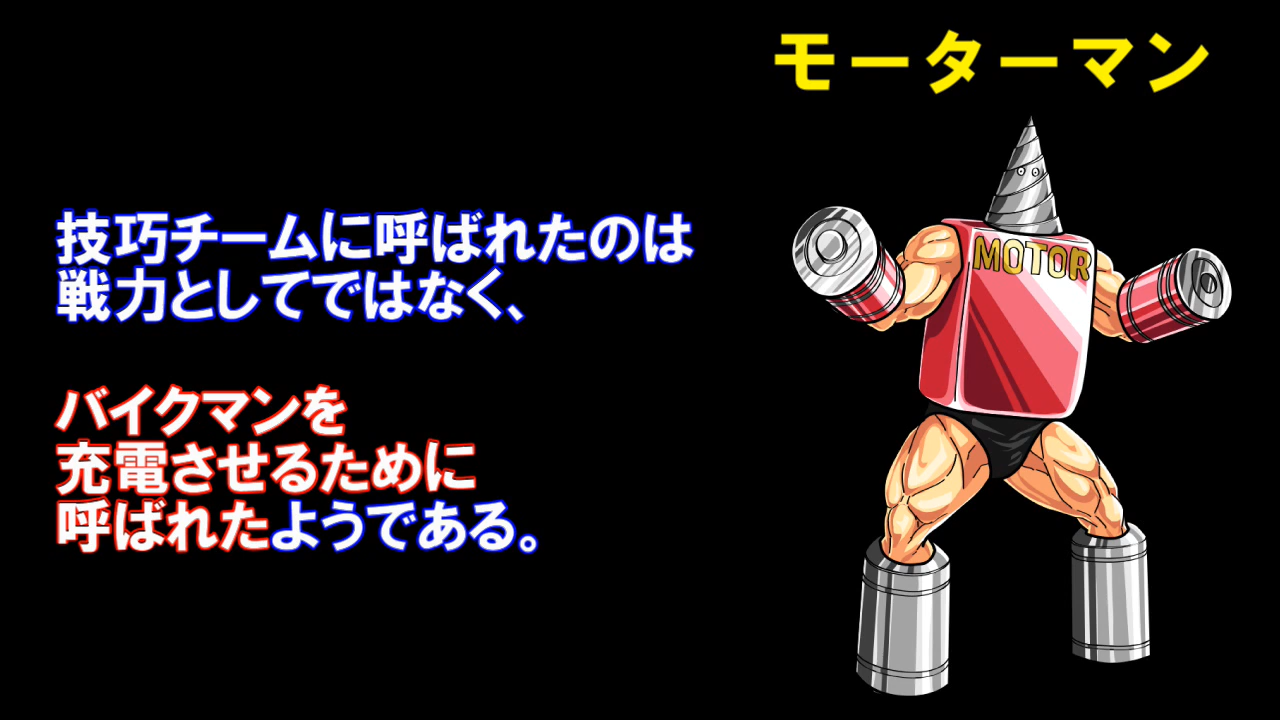 モーターマン
MOTOR
技巧チームに呼ばれたのは
戦力としてではなく、
バイクマンを
充電させるために
呼ばれたようである。